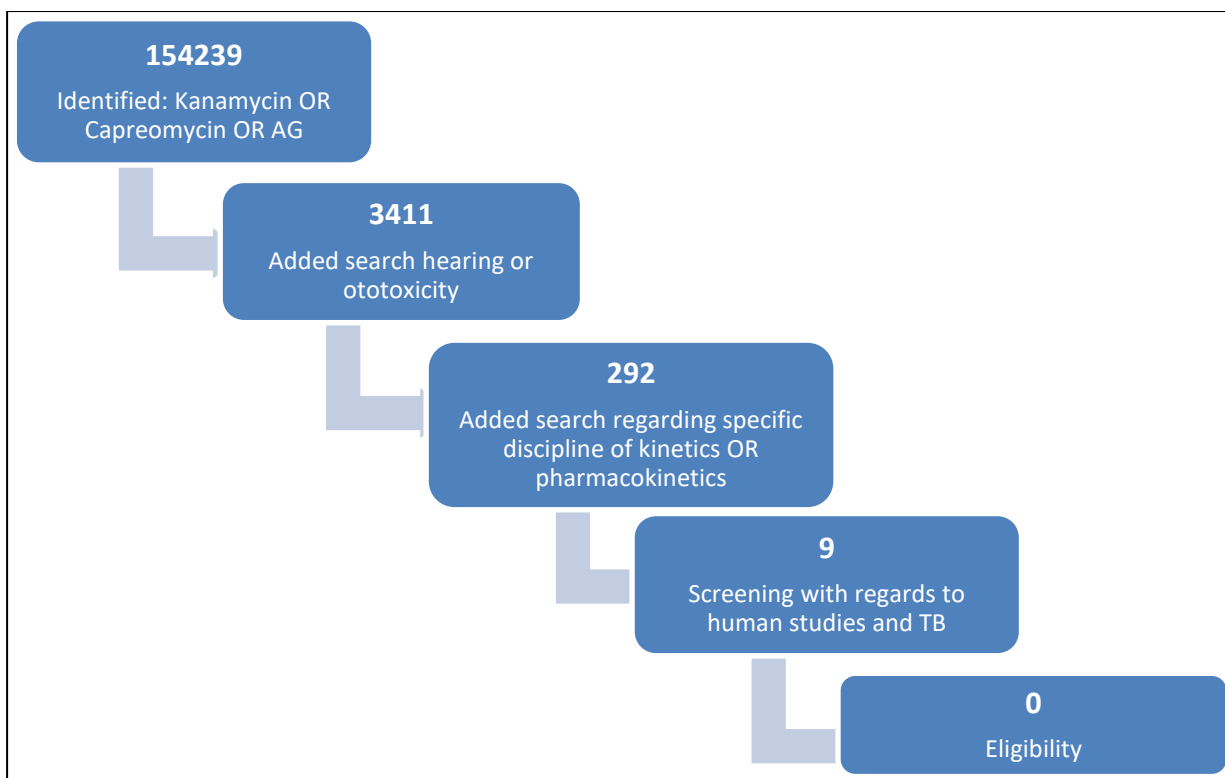 154239
Identified: Kanamycin OR
Capreomycin OR AG
3411
Added search hearing or
ototoxicity
292
Added search regarding specific
discipline of kinetics OR
pharmacokinetics
9
Screening with regards to
human studies and TB
0
Eligibility